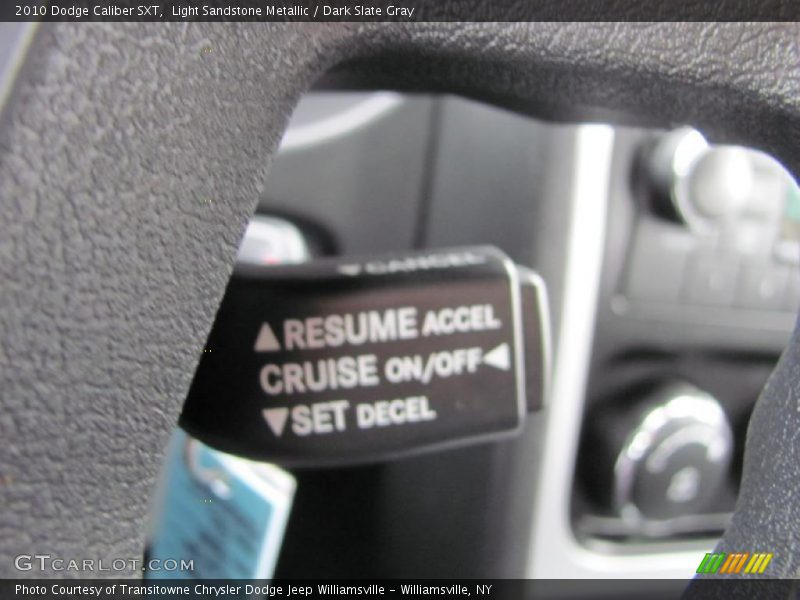 2010 Dodge Caliber SXT,  Light Sandstone Metallic / Dark Slate Gray
▼CANCEL
▲RESUME ACCEL
CRUISE ON/OFF◀
▼SET DECEL
GTCARLOT.COM
Photo Courtesy of Transitowne Chrysler Dodge Jeep Williamsville - Williamsville, NY